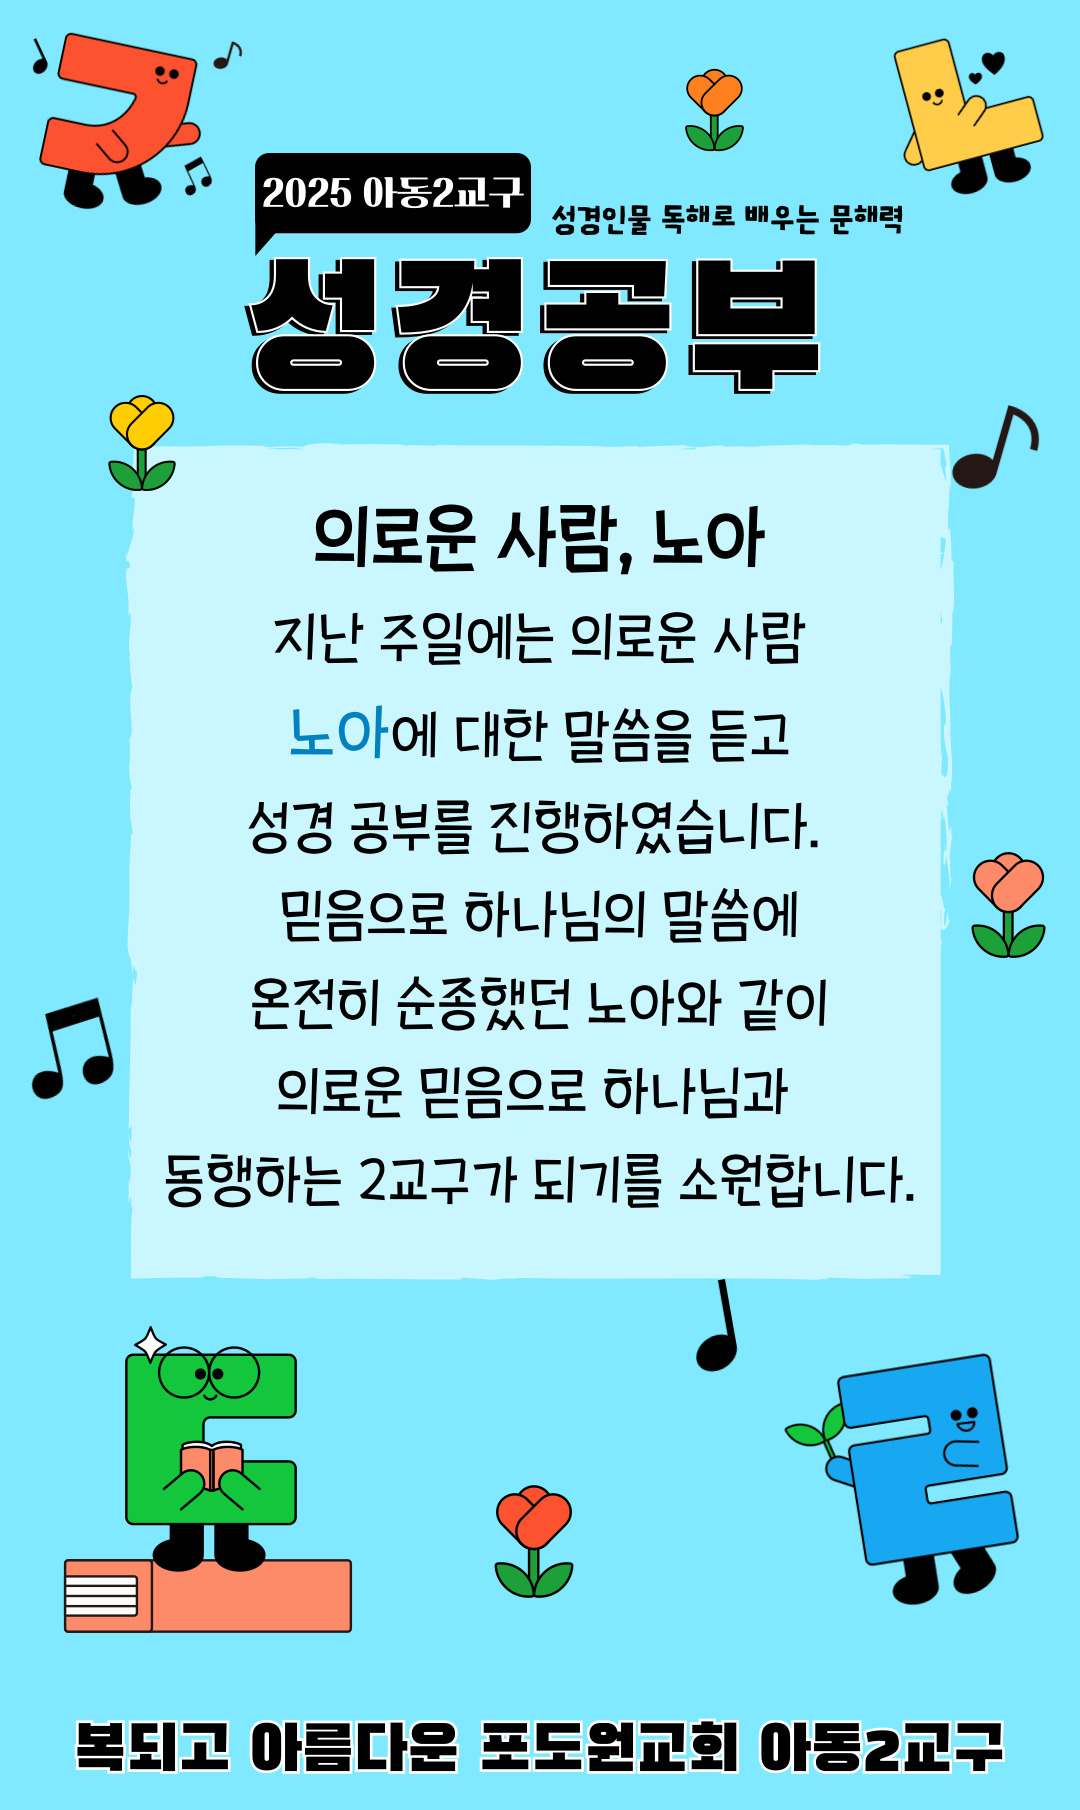 2025 아동2교구
성경인물 독해로 배우는 문해력
성경공부
의로운 사람, 노아
지난 주일에는 의로운 사람
노아에 대한 말씀을 듣고
성경 공부를 진행하였습니다.
믿음으로 하나님의 말씀에
온전히 순종했던 노아와 같이
의로운 믿음으로 하나님과
동행하는 2교구가 되기를 소원합니다.
복되고 아름다운 포도원교회 아동2교구